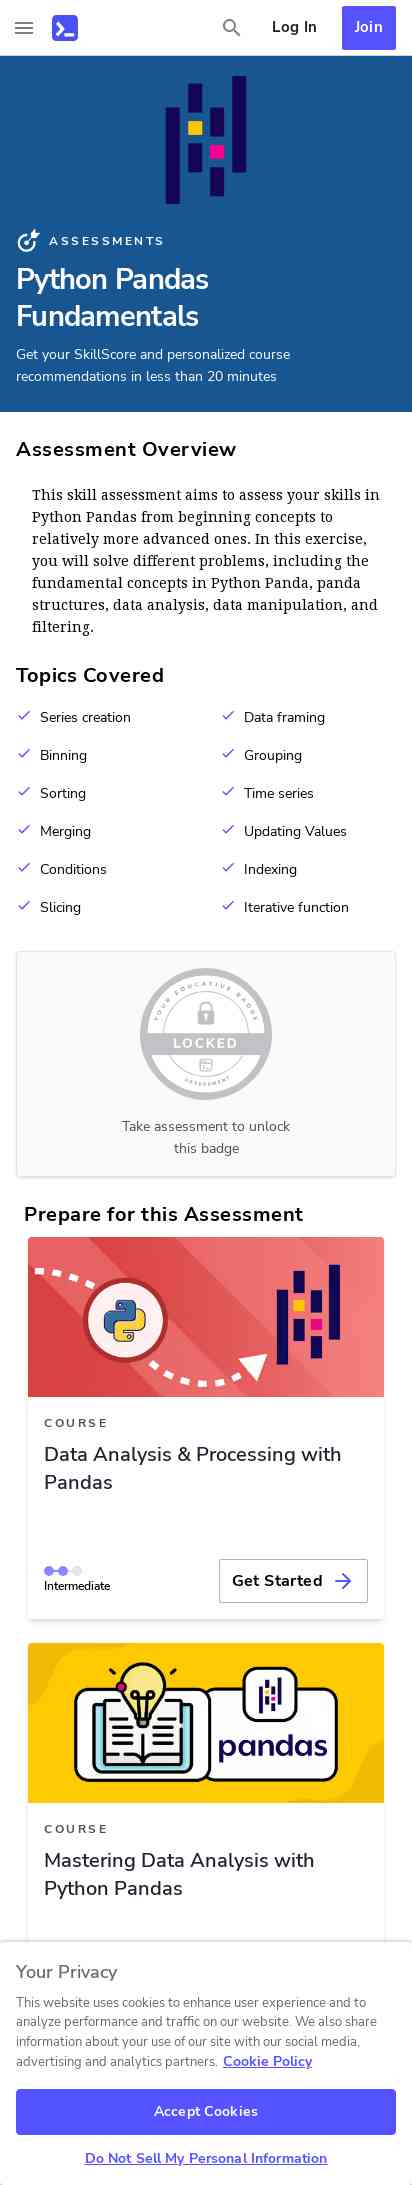 Log In
Join
ASSESSMENTS
Python Pandas
Fundamentals
Get your SkillScore and personalized course
recommendations in less than 20 minutes
Assessment Overview
This skill assessment aims to assess your skills in
Python Pandas from beginning concepts to
relatively more advanced ones. In this exercise,
you will solve different problems, including the
fundamental concepts in Python Panda, panda
structures, data analysis, data manipulation, and
filtering.
Topics Covered
Series creation
Data framing
Binning
Grouping
Sorting
Time series
Merging
Updating Values
Conditions
Indexing
Slicing
Iterative function
YOUR EDUCATIVE BADGE
LOCKED
ASSESSMENT
Take assessment to unlock
this badge
Prepare for this Assessment
COURSE
Data Analysis & Processing with
Pandas
Intermediate
Get Started
pandas
COURSE
Mastering Data Analysis with
Python Pandas
Your Privacy
This website uses cookies to enhance user experience and to
analyze performance and traffic on our website. We also share
information about your use of our site with our social media,
advertising and analytics partners. Cookie Policy
Accept Cookies
Do Not Sell My Personal Information